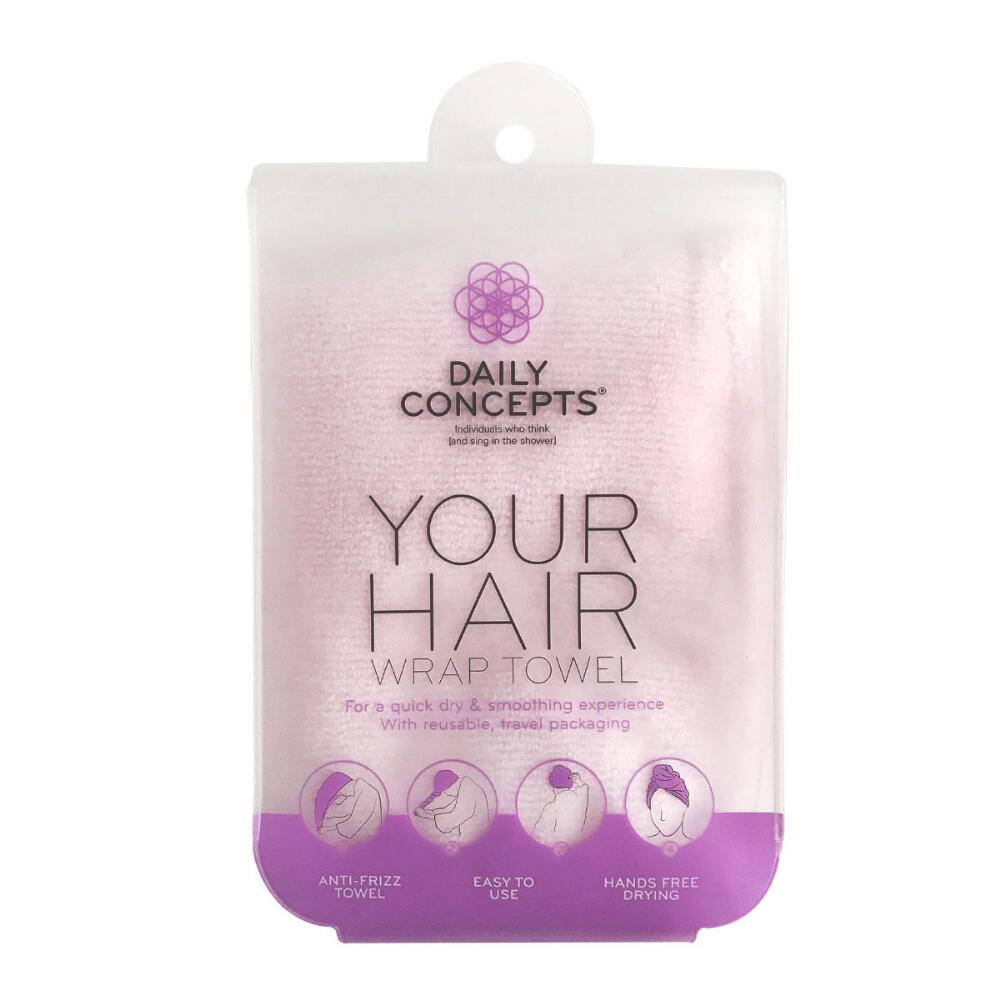 DAILY
CONCEPTS®
Individuals who think
[and sing in the shower]
YOUR
HAIR
WRAP TOWEL
For a quick dry & smoothing experience
With reusable, travel packaging
ANTI-FRIZZ
TOWEL
EASY TO
USE
HANDS FREE
DRYING